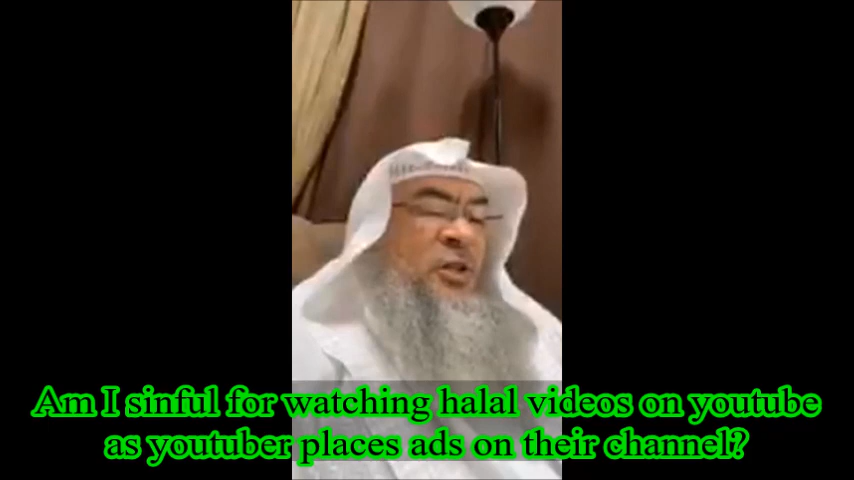 Am I sinful for watching halal videos on youtube
as youtuber places ads on their channel?